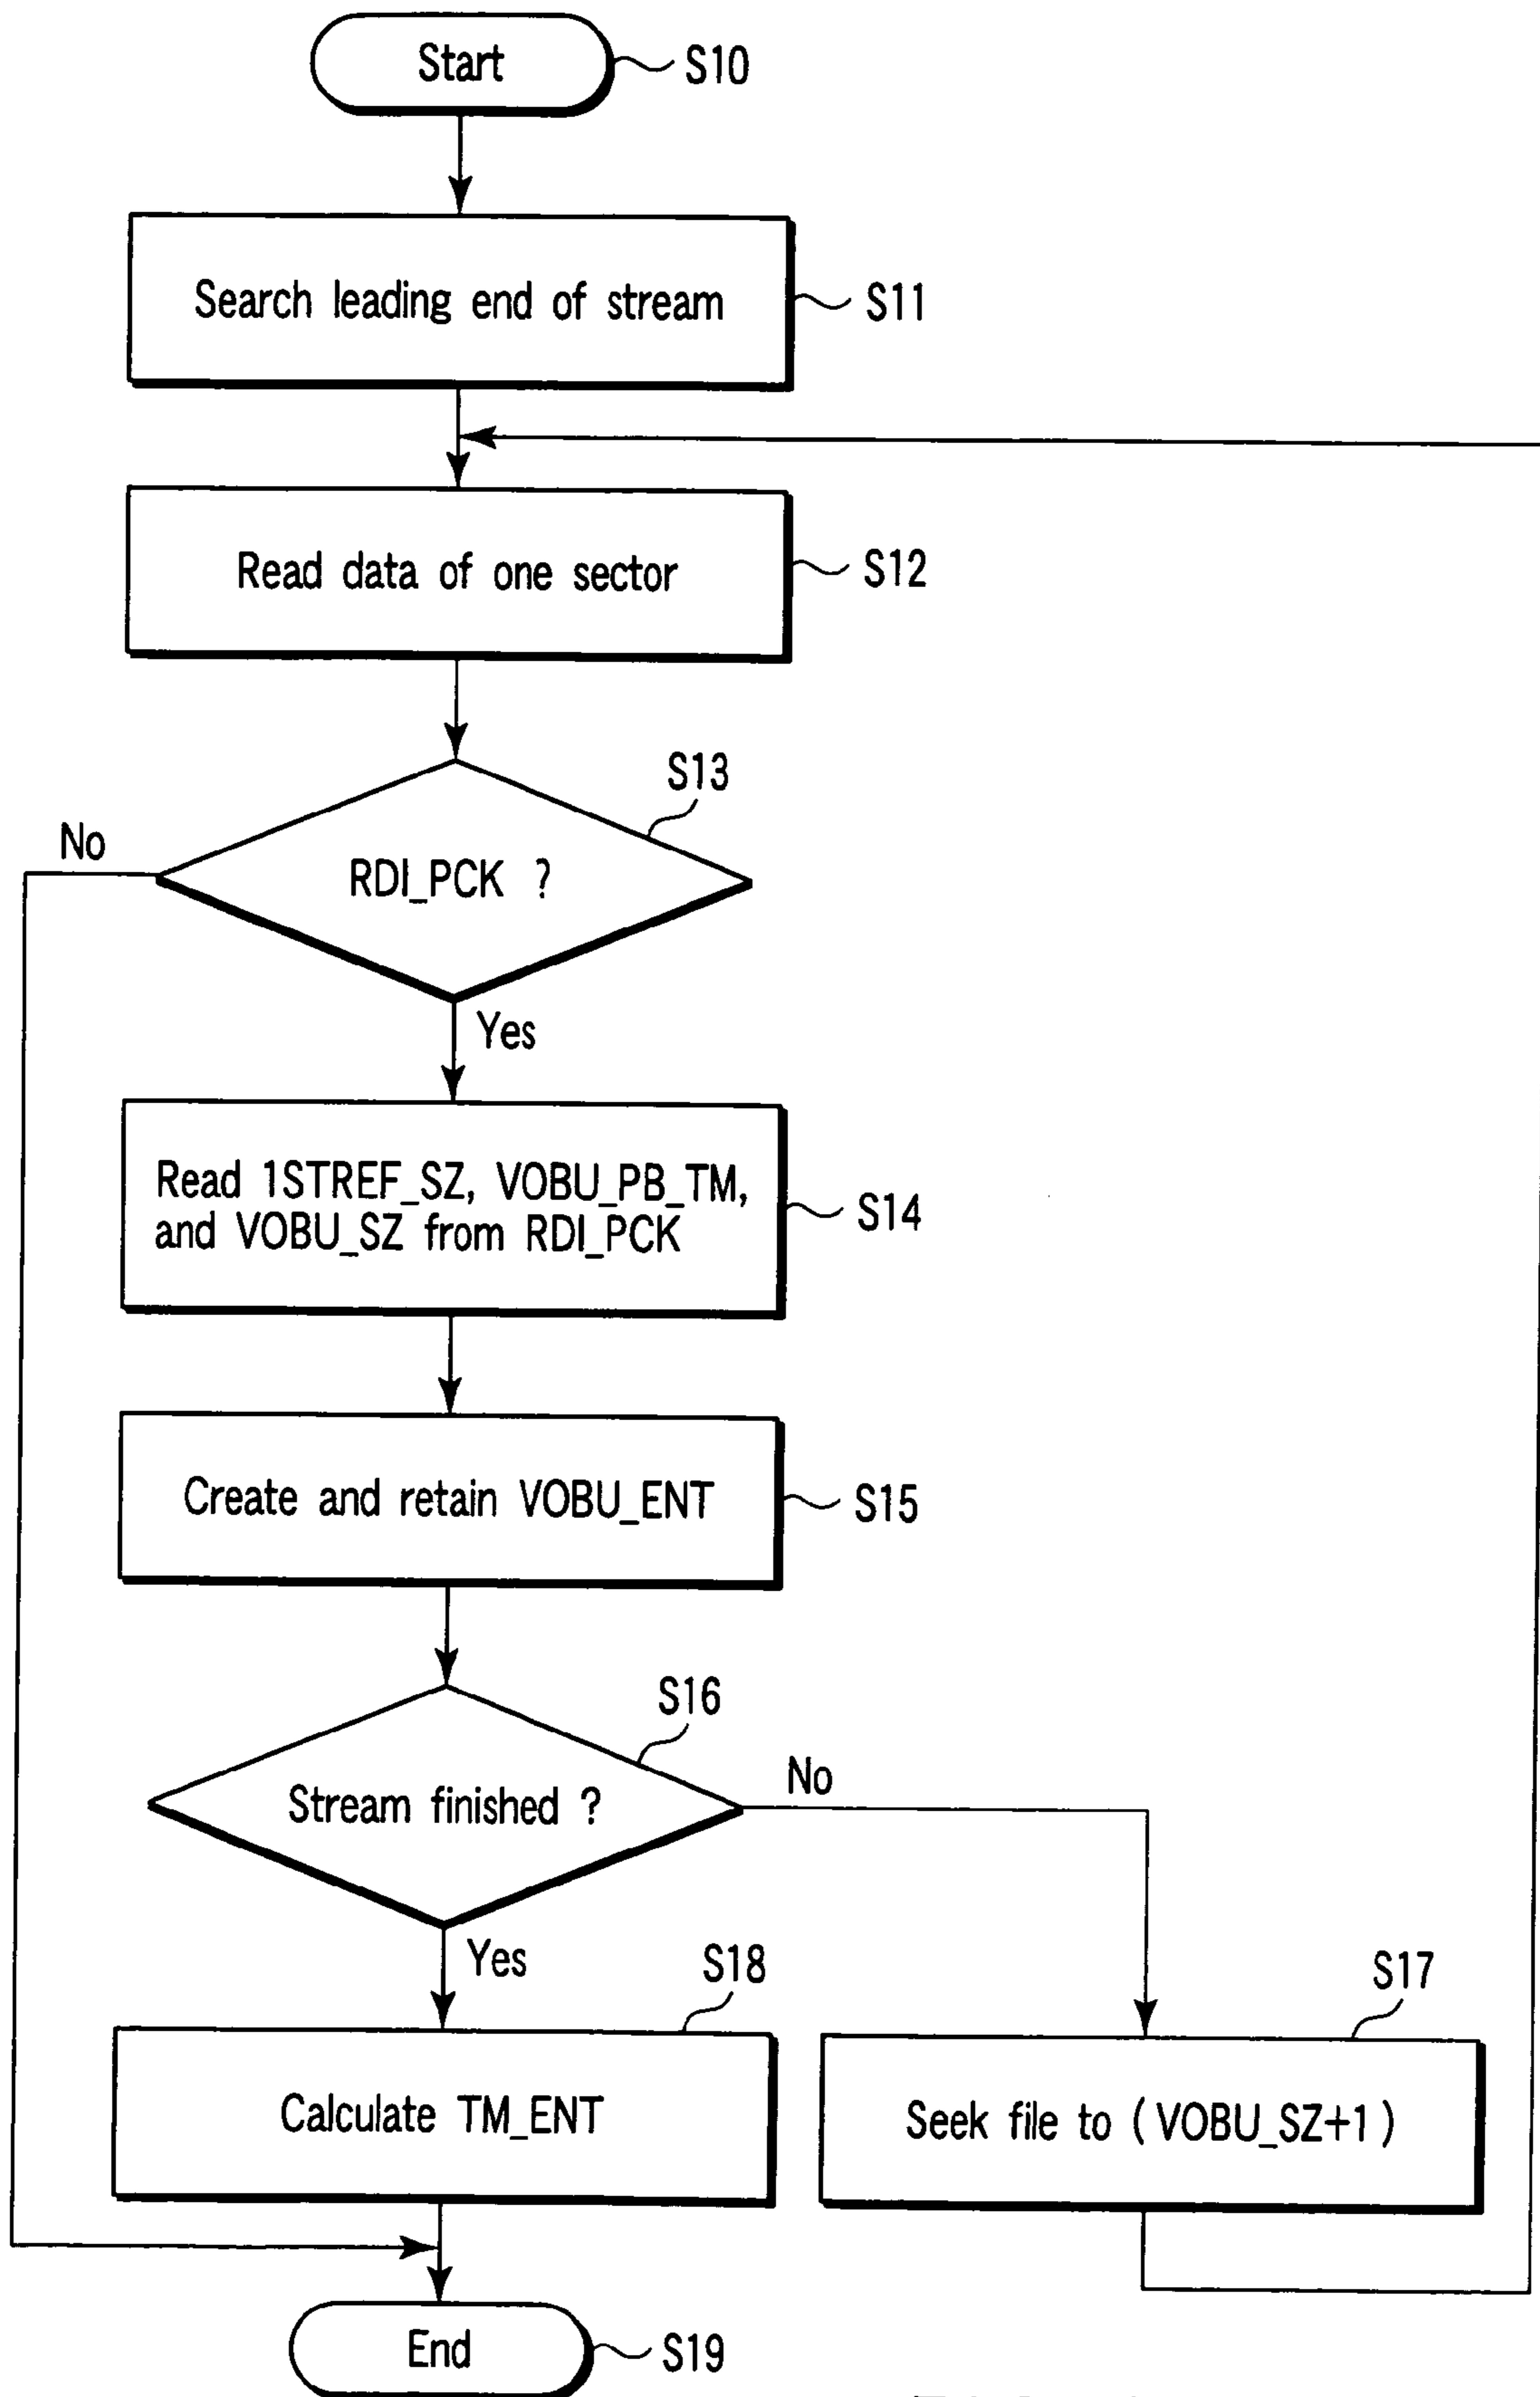 Start
S10
Search leading end of stream
S11
Read data of one sector
S12
S13
No
RDI_PCK ?
Yes
Read 1STREF_SZ, VOBU_PB_TM,
and VOBU_SZ from RDI_PCK
S14
Create and retain VOBU_ENT
S15
S16
No
Stream finished ?
Yes
S18
S17
Calculate TM_ENT
Seek file to (VOBU_SZ+1)
End
S19